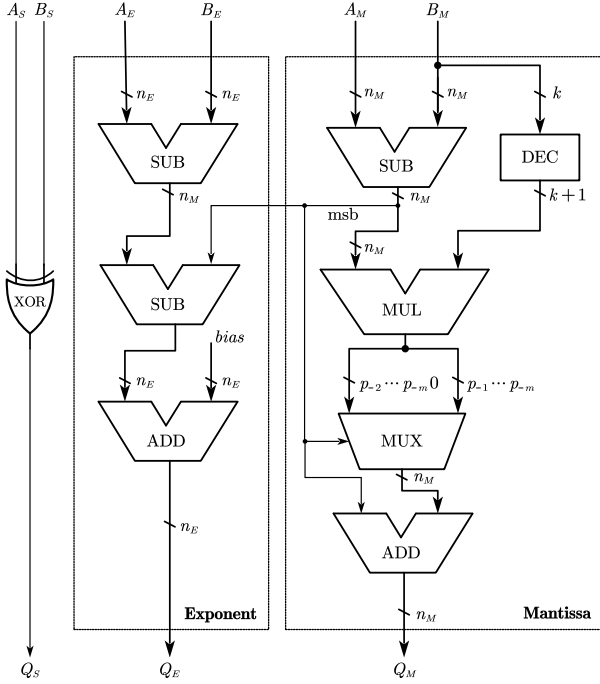 A_S B_S A_E B_E A_M B_M
n_E n_E n_M n_M k
SUB SUB DEC
n_M n_M k+1
msb
n_M
XOR SUB MUL
bias
n_E n_E p_-2 ··· p_-m 0 p_-1 ··· p_-m
ADD MUX
n_M
n_E
ADD
Exponent n_M Mantissa
Q_S Q_E Q_M